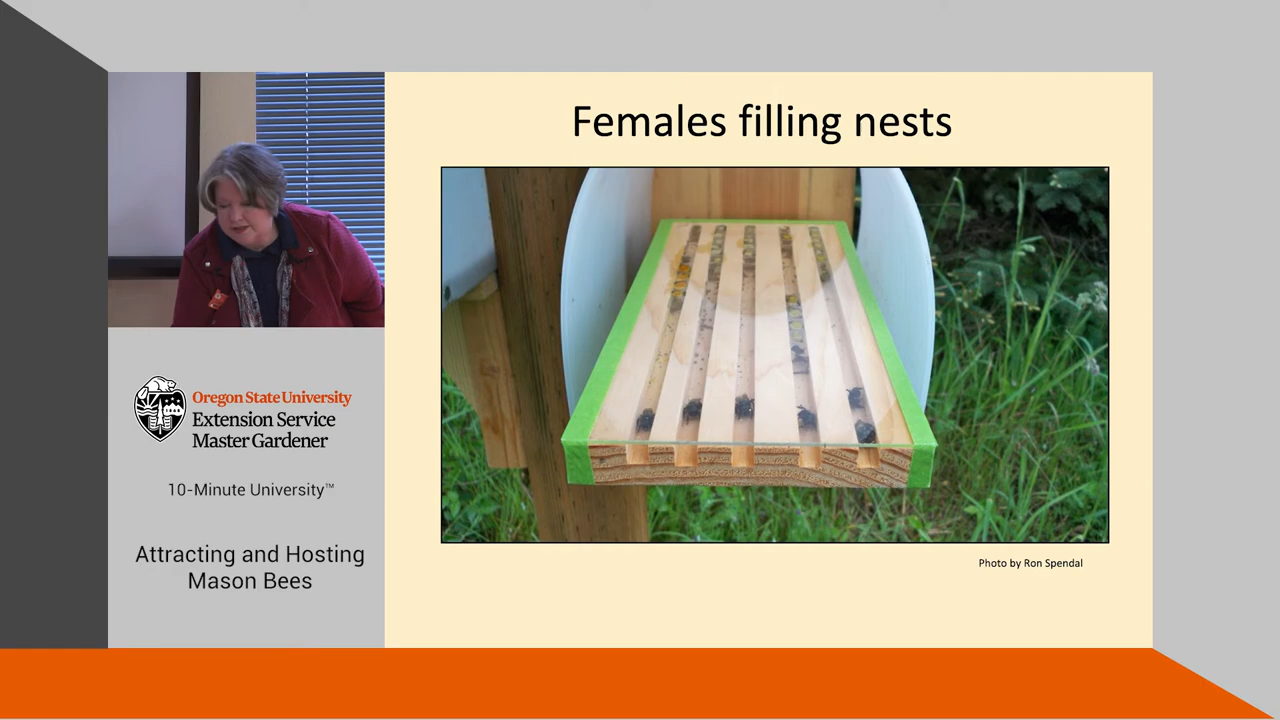 Females filling nests
Oregon State University
Extension Service
Master Gardener
10-Minute University™
Attracting and Hosting
Mason Bees
Photo by Ron Spendal